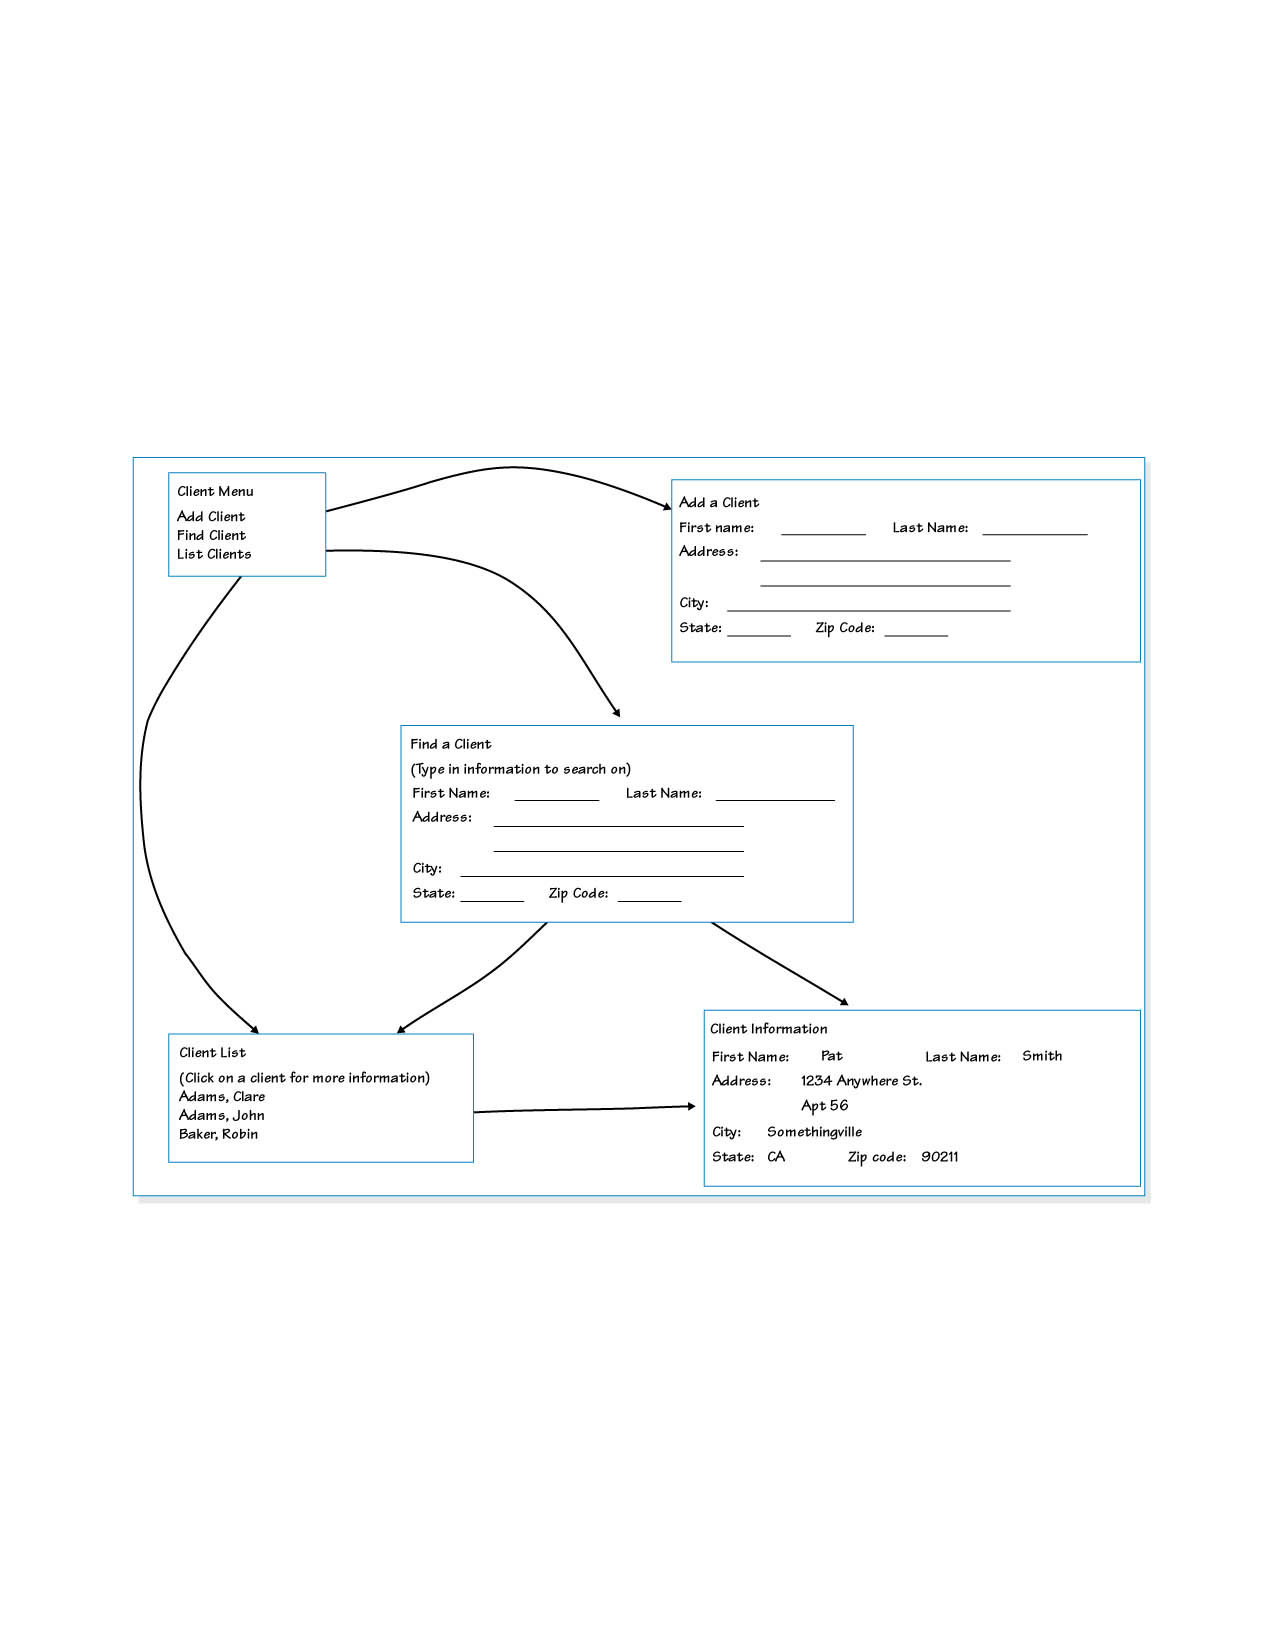 Client Menu
Add Client
Find Client
List Clients
Add a Client
First name: Last Name:
Address:
City:
State: Zip Code:
Find a Client
(Type in information to search on)
First Name: Last Name:
Address:
City:
State: Zip Code:
Client List
(Click on a client for more information)
Adams, Clare
Adams, John
Baker, Robin
Client Information
First Name: Pat Last Name: Smith
Address: 1234 Anywhere St.
Apt 56
City: Somethingville
State: CA Zip code: 90211